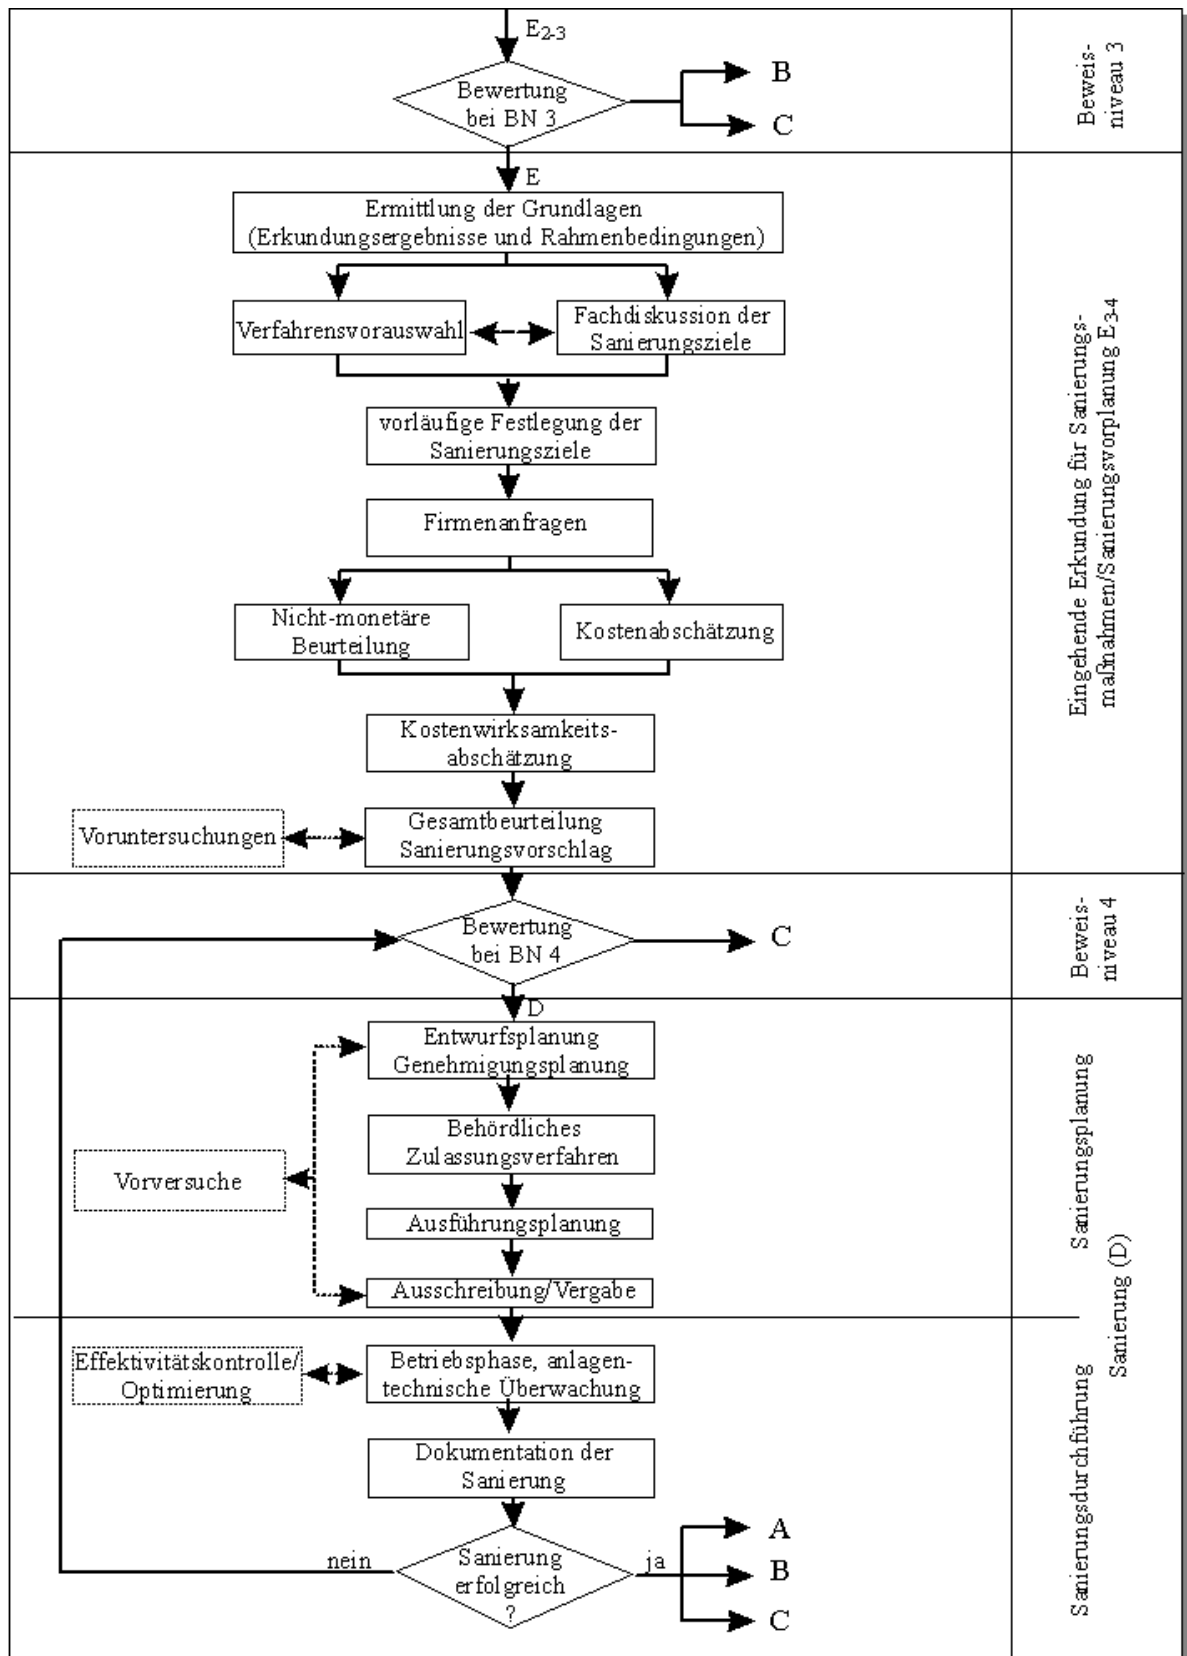 E2-3
Bewertung
bei BN 3
B
C
Beweis-
niveau 3
E
Ermittlung der Grundlagen
(Erkundungsergebnisse und Rahmenbedingungen)
Verfahrensvorauswahl
Fachdiskussion der
Sanierungsziele
vorläufige Festlegung der
Sanierungsziele
Firmenanfragen
Nicht-monetäre
Beurteilung
Kostenabschätzung
Kostenwirksamkeits-
abschätzung
Voruntersuchungen
Gesamtbeurteilung
Sanierungsvorschlag
Eingehende Erkundung für Sanierungs-
maßnahmen/Sanierungsvorplanung E3-4
Bewertung
bei BN 4
C
Beweis-
niveau 4
D
Entwurfsplanung
Genehmigungsplanung
Behördliches
Zulassungsverfahren
Vorversuche
Ausführungsplanung
Ausschreibung/Vergabe
Sanierungsplanung
Sanierung (D)
Effektivitätskontrolle/
Optimierung
Betriebsphase, anlagen-
technische Überwachung
Dokumentation der
Sanierung
nein
Sanierung
erfolgreich
?
ja
A
B
C
Sanierungsdurchführung